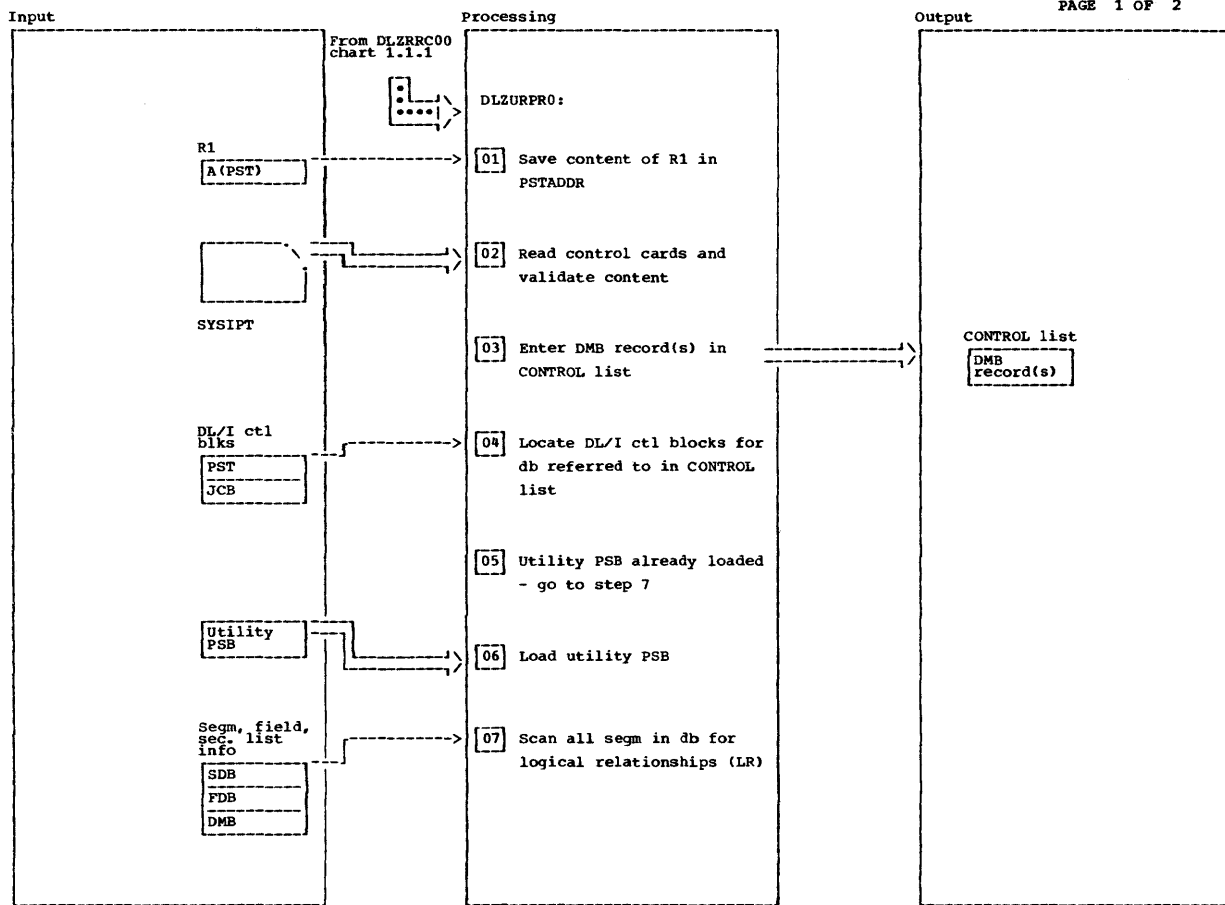 PAGE 1 OF 2
Input
Processing
Output
From DLZRRC00
chart 1.1.1
DLZURPR0:
R1
A(PST)
01 Save content of R1 in
PSTADDR
02 Read control cards and
validate content
SYSIPT
03 Enter DMB record(s) in
CONTROL list
CONTROL list
DMB
record(s)
DL/I ctl
blks
PST
JCB
04 Locate DL/I ctl blocks for
db referred to in CONTROL
list
05 Utility PSB already loaded
- go to step 7
Utility
PSB
06 Load utility PSB
Segm, field,
sec. list
info
SDB
FDB
DMB
07 Scan all segm in db for
logical relationships (LR)